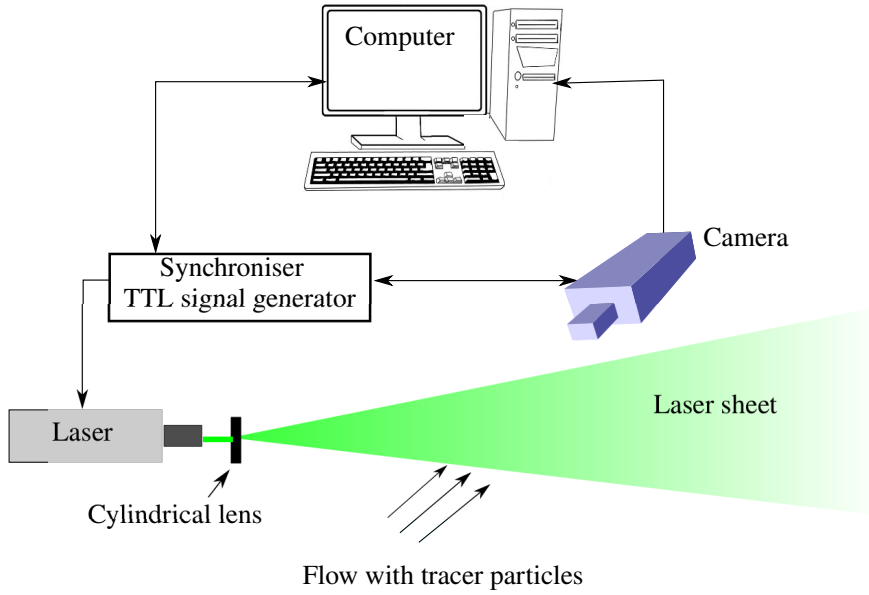 Computer
Camera
Synchroniser
TTL signal generator
Laser sheet
Laser
Cylindrical lens
Flow with tracer particles